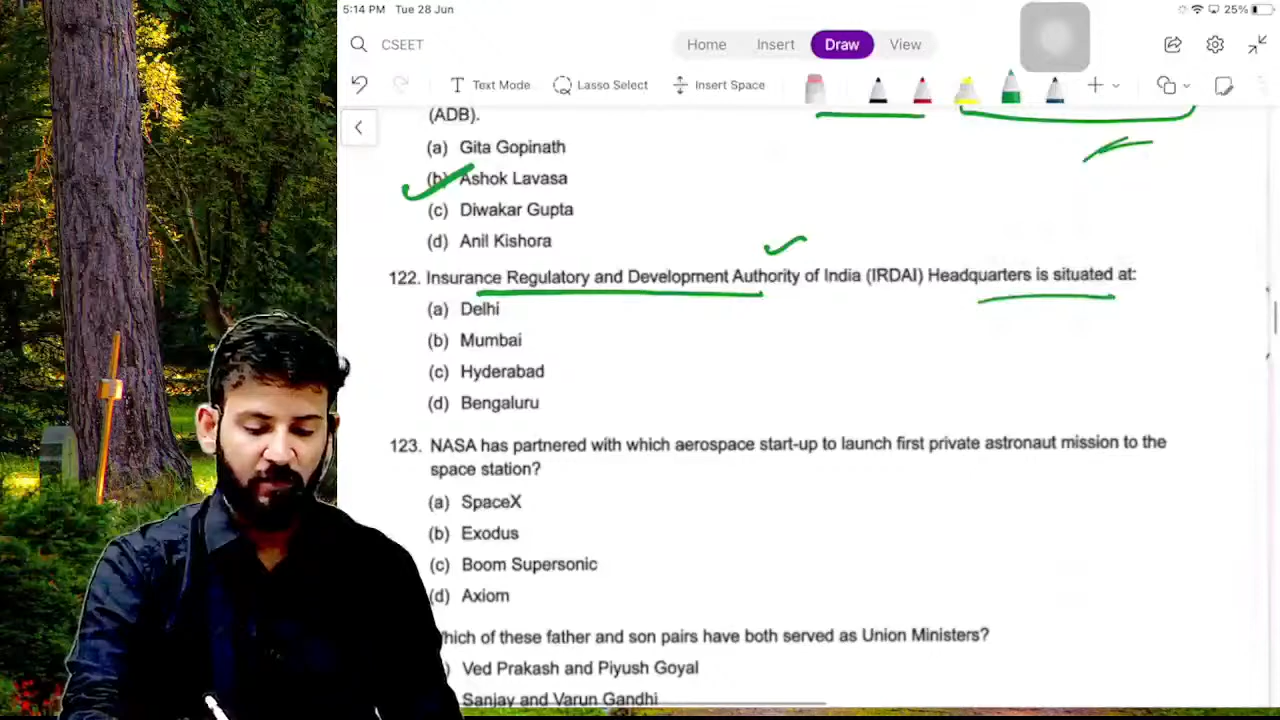 5:14 PM Tue 28 Jun
25%
CSEET
Home Insert Draw View
Text Mode Lasso Select Insert Space
(ADB).
(a) Gita Gopinath
(b) Ashok Lavasa
(c) Diwakar Gupta
(d) Anil Kishora
122. Insurance Regulatory and Development Authority of India (IRDAI) Headquarters is situated at:
(a) Delhi
(b) Mumbai
(c) Hyderabad
(d) Bengaluru
123. NASA has partnered with which aerospace start-up to launch first private astronaut mission to the
space station?
(a) SpaceX
(b) Exodus
(c) Boom Supersonic
(d) Axiom
hich of these father and son pairs have both served as Union Ministers?
) Ved Prakash and Piyush Goyal
Sanjay and Varun Gandhi